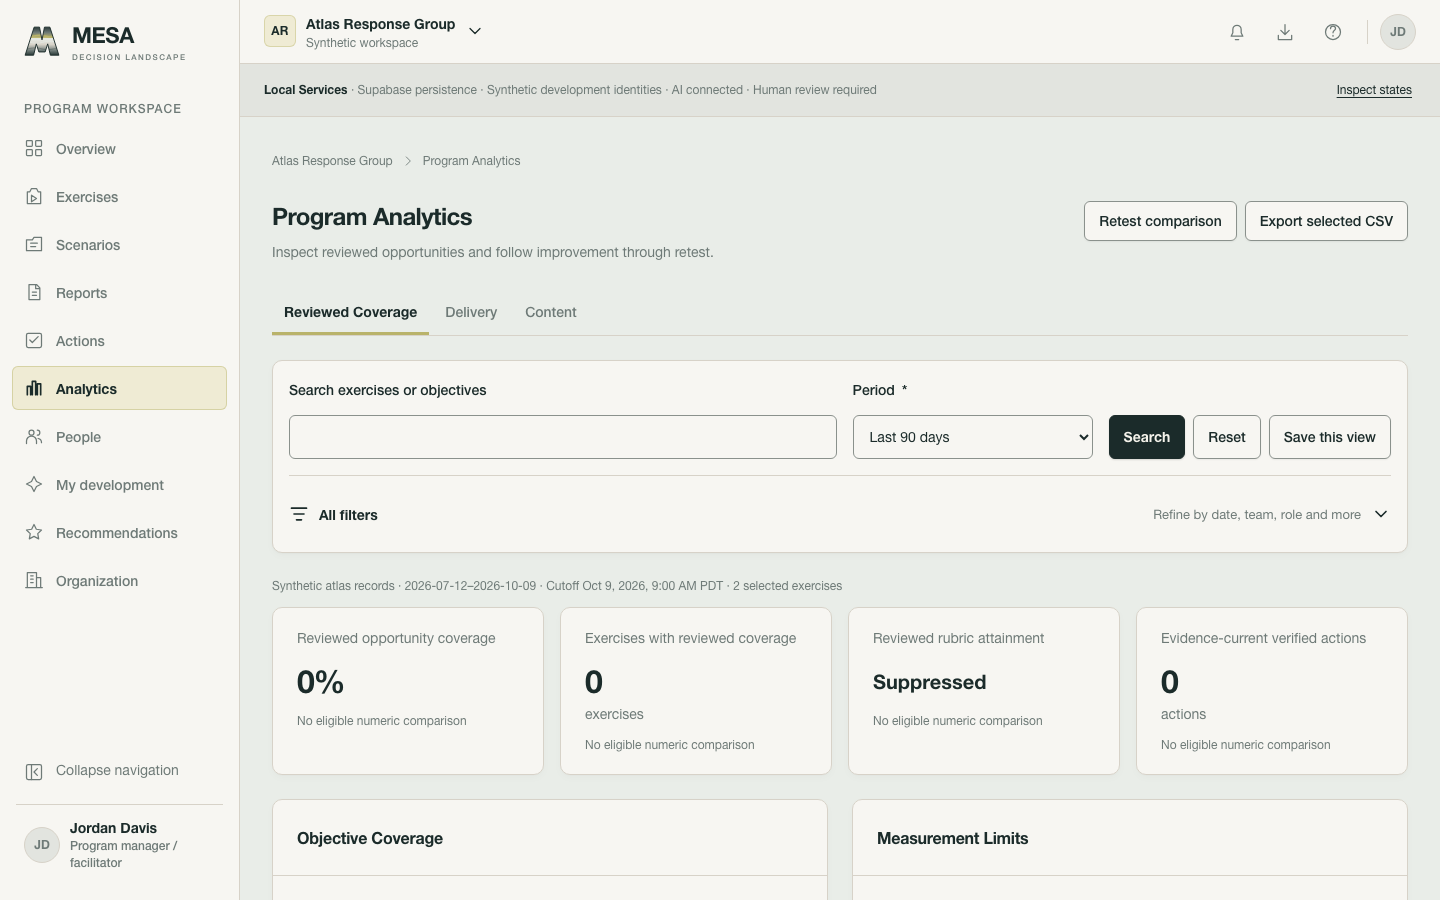 MESA
DECISION LANDSCAPE
PROGRAM WORKSPACE
Overview
Exercises
Scenarios
Reports
Actions
Analytics
People
My development
Recommendations
Organization
Collapse navigation
JD
Jordan Davis
Program manager /
facilitator
AR
Atlas Response Group
Synthetic workspace
JD
Local Services · Supabase persistence · Synthetic development identities · AI connected · Human review required
Inspect states
Atlas Response Group > Program Analytics
Program Analytics
Inspect reviewed opportunities and follow improvement through retest.
Retest comparison
Export selected CSV
Reviewed Coverage
Delivery
Content
Search exercises or objectives
Period *
Last 90 days
Search
Reset
Save this view
All filters
Refine by date, team, role and more
Synthetic atlas records · 2026-07-12–2026-10-09 · Cutoff Oct 9, 2026, 9:00 AM PDT · 2 selected exercises
Reviewed opportunity coverage
0%
No eligible numeric comparison
Exercises with reviewed coverage
0
exercises
No eligible numeric comparison
Reviewed rubric attainment
Suppressed
No eligible numeric comparison
Evidence-current verified actions
0
actions
No eligible numeric comparison
Objective Coverage
Measurement Limits